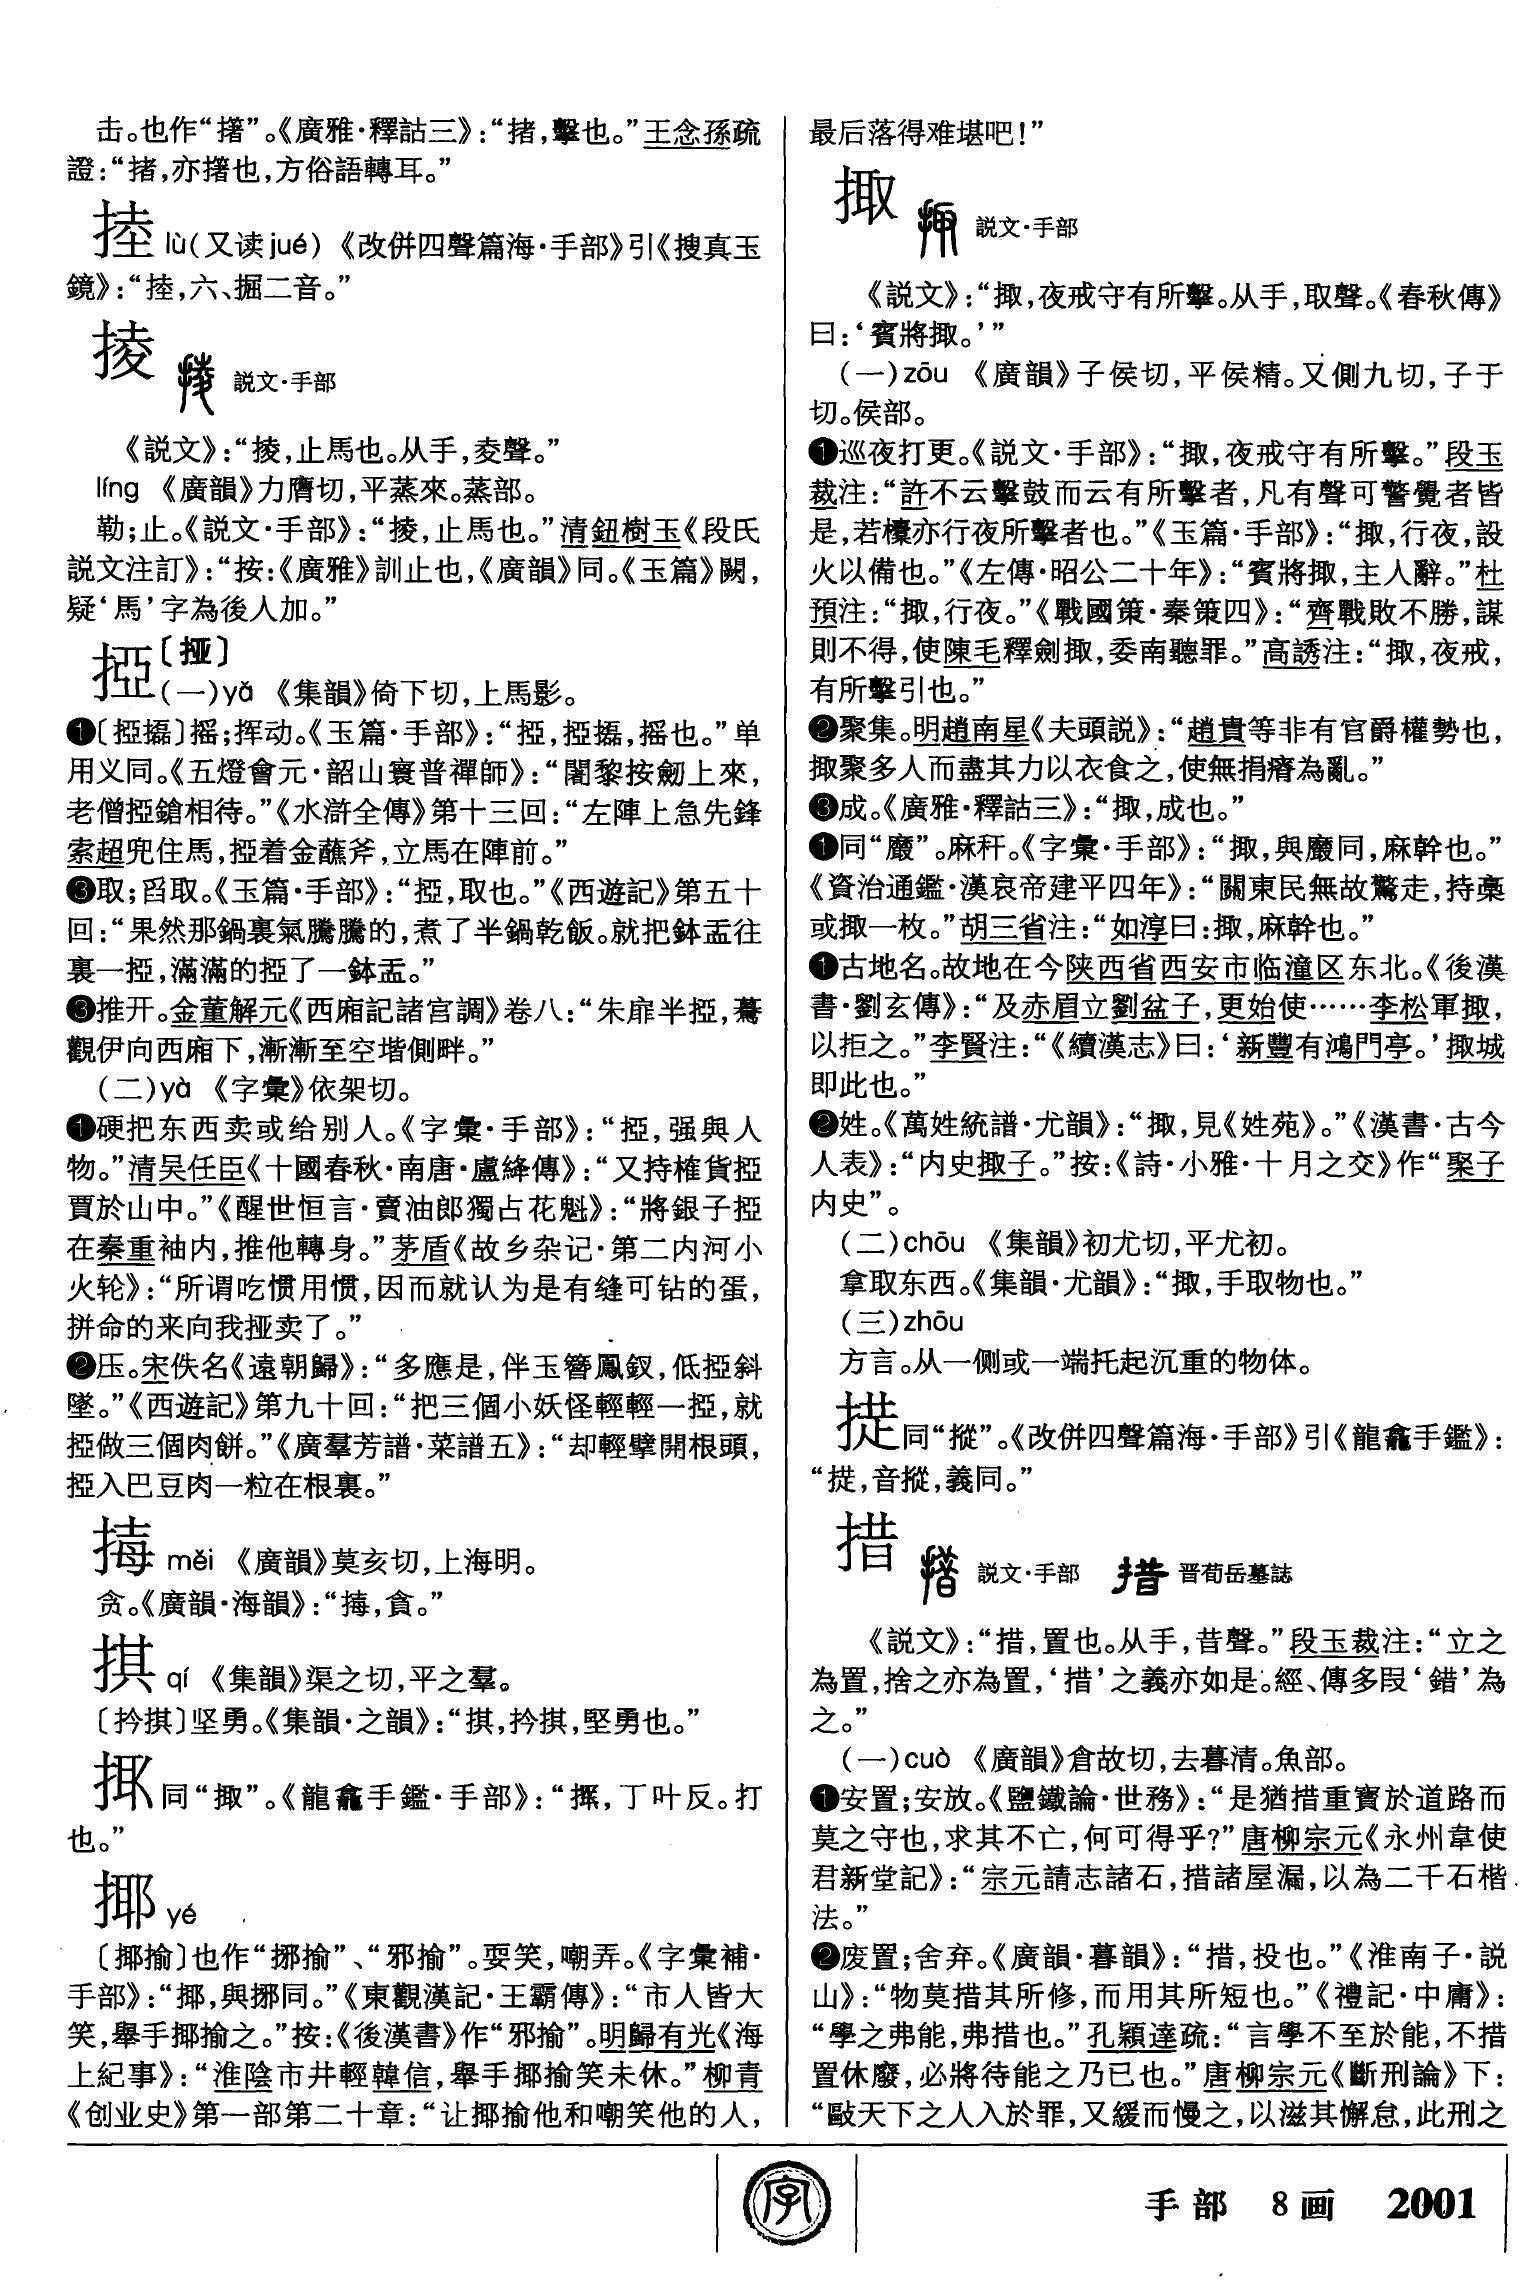 击。也作“撦”。《廣雅·釋詁三》：“撦，擊也。”王念孫疏
證：“㨋，亦撦也，方俗語轉耳。”
㧣 lù(又读jué) 《改併四聲篇海·手部》引《搜真玉
鏡》：“㧣，六、掘二音。”
掕 説文·手部
《説文》：“掕，止馬也。从手，夌聲。”
líng 《廣韻》力膺切，平蒸來。蒸部。
勒；止。《説文·手部》：“掕，止馬也。”清鈕樹玉《段氏
説文注訂》：“按：《廣雅》訓止也，《廣韻》同。《玉篇》闕，
疑‘馬’字為後人加。”
掗〔挜〕
(一)yǎ 《集韻》倚下切，上馬影。
❶〔掗㩇〕摇；挥动。《玉篇·手部》：“掗，掗㩇，摇也。”单
用义同。《五燈會元·韶山寰普禪師》：“闍黎按劒上來，
老僧掗鎗相待。”《水滸全傳》第十三回：“左陣上急先鋒
索超兜住馬，掗着金蘸斧，立馬在陣前。”
❸取；舀取。《玉篇·手部》：“掗，取也。”《西遊記》第五十
回：“果然那鍋裏氣騰騰的，煮了半鍋乾飯。就把鉢盂往
裏一掗，滿滿的掗了一鉢盂。”
❸推开。金董解元《西廂記諸宮調》卷八：“朱扉半掗，驀
觀伊向西廂下，漸漸至空堦側畔。”
(二)yà 《字彙》依架切。
❶硬把东西卖或给别人。《字彙·手部》：“掗，强與人
物。”清吴任臣《十國春秋·南唐·盧絳傳》：“又持榷貨掗
賈於山中。”《醒世恒言·賣油郎獨占花魁》：“將銀子掗
在秦重袖内，推他轉身。”茅盾《故乡杂记·第二内河小
火轮》：“所谓吃惯用惯，因而就认为是有缝可钻的蛋，
拼命的来向我挜卖了。”
❷压。宋佚名《遠朝歸》：“多應是，伴玉簪鳳釵，低掗斜
墜。”《西遊記》第九十回：“把三個小妖怪輕輕一掗，就
掗做三個肉餅。”《廣羣芳譜·菜譜五》：“却輕擘開根頭，
掗入巴豆肉一粒在根裏。”
挴 měi 《廣韻》莫亥切，上海明。
贪。《廣韻·海韻》：“挴，貪。”
掑 qí 《集韻》渠之切，平之羣。
〔扲掑〕坚勇。《集韻·之韻》：“掑，扲掑，堅勇也。”
同“掫”。《龍龕手鑑·手部》：“，丁叶反。打
也。”
揶 yé
〔揶揄〕也作“捓揄”、“邪揄”。耍笑，嘲弄。《字彙補·
手部》：“揶，與捓同。”《東觀漢記·王霸傳》：“市人皆大
笑，舉手揶揄之。”按：《後漢書》作“邪揄”。明歸有光《海
上紀事》：“淮陰市井輕韓信，舉手揶揄笑未休。”柳青
《创业史》第一部第二十章：“让揶揄他和嘲笑他的人，
最后落得难堪吧！”
掫 説文·手部
《説文》：“掫，夜戒守有所擊。从手，取聲。《春秋傳》
曰：‘賓將掫。’”
(一)zōu 《廣韻》子侯切，平侯精。又側九切，子于
切。侯部。
❶巡夜打更。《説文·手部》：“掫，夜戒守有所擊。”段玉
裁注：“許不云擊鼓而云有所擊者，凡有聲可警覺者皆
是，若欜亦行夜所擊者也。”《玉篇·手部》：“掫，行夜，設
火以備也。”《左傳·昭公二十年》：“賓將掫，主人辭。”杜
預注：“掫，行夜。”《戰國策·秦策四》：“齊戰敗不勝，謀
則不得，使陳毛釋劍掫，委南聽罪。”高誘注：“掫，夜戒，
有所擊引也。”
❷聚集。明趙南星《夫頭説》：“趙貴等非有官爵權勢也，
掫聚多人而盡其力以衣食之，使無捐瘠為亂。”
❸成。《廣雅·釋詁三》：“掫，成也。”
❶同“黀”。麻秆。《字彙·手部》：“掫，與黀同，麻幹也。”
《資治通鑑·漢哀帝建平四年》：“關東民無故驚走，持稾
或掫一枚。”胡三省注：“如淳曰：掫，麻幹也。”
❶古地名。故地在今陕西省西安市临潼区东北。《後漢
書·劉玄傳》：“及赤眉立劉盆子，更始使……李松軍掫，
以拒之。”李賢注：“《續漢志》曰：‘新豐有鴻門亭。’掫城
即此也。”
❷姓。《萬姓統譜·尤韻》：“掫，見《姓苑》。”《漢書·古今
人表》：“内史掫子。”按：《詩·小雅·十月之交》作“棸子
内史”。
(二)chōu 《集韻》初尤切，平尤初。
拿取东西。《集韻·尤韻》：“掫，手取物也。”
(三)zhōu
方言。从一侧或一端托起沉重的物体。
㧰同“摐”。《改併四聲篇海·手部》引《龍龕手鑑》：
“㧰，音摐，義同。”
措 説文·手部 晋荀岳墓誌
《説文》：“措，置也。从手，昔聲。”段玉裁注：“立之
為置，捨之亦為置，‘措’之義亦如是。經、傳多叚‘錯’為
之。”
(一)cuò 《廣韻》倉故切，去暮清。魚部。
❶安置；安放。《鹽鐵論·世務》：“是猶措重寶於道路而
莫之守也，求其不亡，何可得乎？”唐柳宗元《永州韋使
君新堂記》：“宗元請志諸石，措諸屋漏，以為二千石楷
法。”
❷废置；舍弃。《廣韻·暮韻》：“措，投也。”《淮南子·説
山》：“物莫措其所修，而用其所短也。”《禮記·中庸》：
“學之弗能，弗措也。”孔穎達疏：“言學不至於能，不措
置休廢，必將待能之乃已也。”唐柳宗元《斷刑論》下：
“敺天下之人入於罪，又緩而慢之，以滋其懈怠，此刑之
字
手部 8画 2001